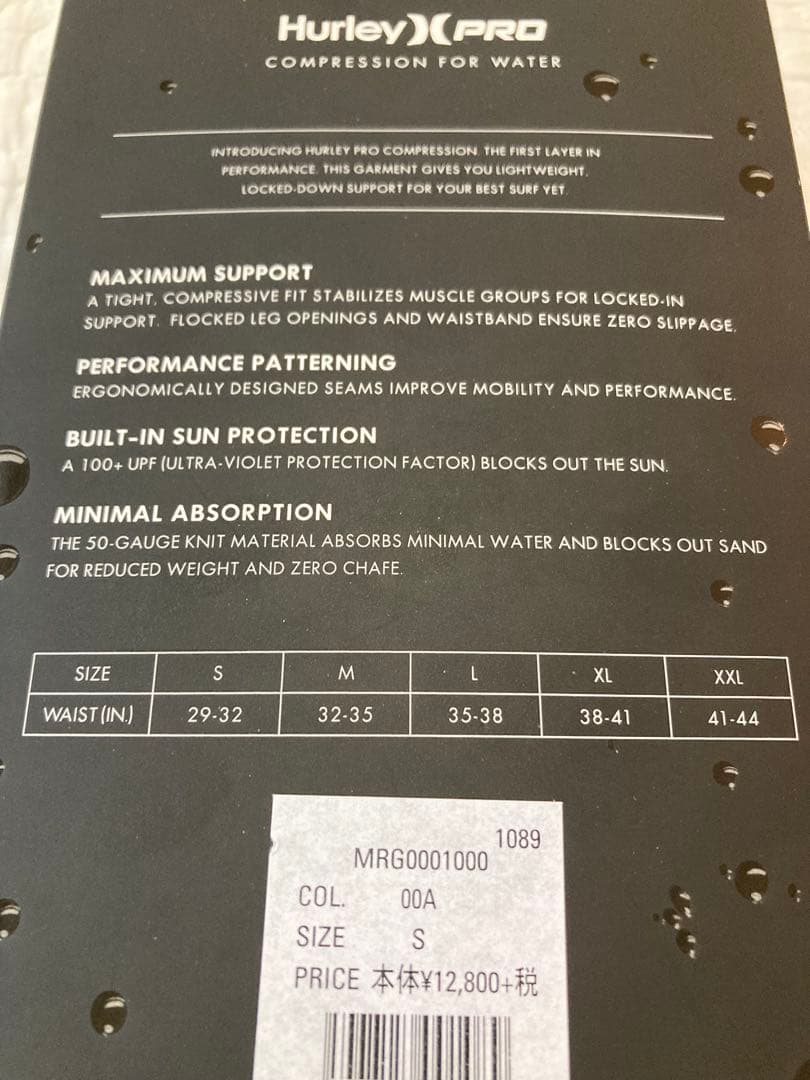 Hurley PRO
COMPRESSION FOR WATER
INTRODUCING HURLEY PRO COMPRESSION. THE FIRST LAYER IN
PERFORMANCE. THIS GARMENT GIVES YOU LIGHTWEIGHT,
LOCKED-DOWN SUPPORT FOR YOUR BEST SURF YET.
MAXIMUM SUPPORT
A TIGHT, COMPRESSIVE FIT STABILIZES MUSCLE GROUPS FOR LOCKED-IN
SUPPORT. FLOCKED LEG OPENINGS AND WAISTBAND ENSURE ZERO SLIPPAGE.
PERFORMANCE PATTERNING
ERGONOMICALLY DESIGNED SEAMS IMPROVE MOBILITY AND PERFORMANCE.
BUILT-IN SUN PROTECTION
A 100+ UPF (ULTRA-VIOLET PROTECTION FACTOR) BLOCKS OUT THE SUN.
MINIMAL ABSORPTION
THE 50-GAUGE KNIT MATERIAL ABSORBS MINIMAL WATER AND BLOCKS OUT SAND
FOR REDUCED WEIGHT AND ZERO CHAFE.
SIZE S M L XL XXL
WAIST (IN.) 29-32 32-35 35-38 38-41 41-44
1089
MRG0001000
COL. 00A
SIZE S
PRICE 本体¥12,800+税